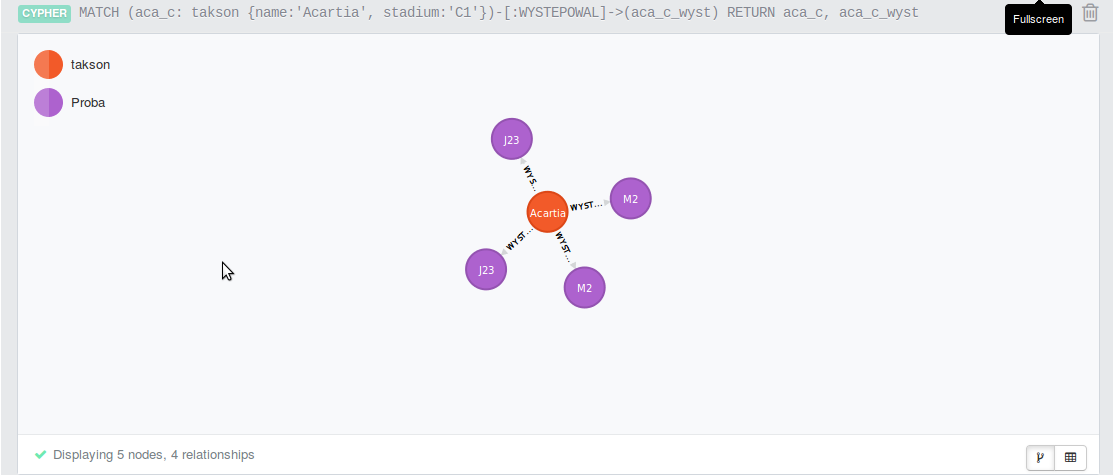 CYPHER MATCH (aca_c: takson {name:'Acartia', stadium:'C1'})-[:WYSTEPOWAL]->(aca_c_wyst) RETURN aca_c, aca_c_wyst
Fullscreen
takson
Proba
J23
WYS...
M2
WYST...
Acartia
WYST...
J23
WYST...
M2
Displaying 5 nodes, 4 relationships